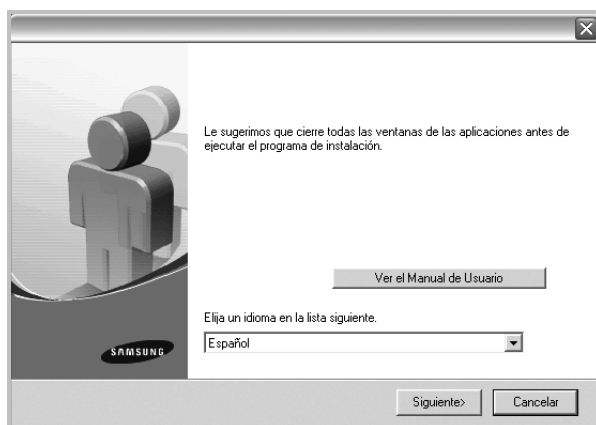 Le sugerimos que cierre todas las ventanas de las aplicaciones antes de
ejecutar el programa de instalación.
Ver el Manual de Usuario
Elija un idioma en la lista siguiente.
Español
SAMSUNG
Siguiente>
Cancelar